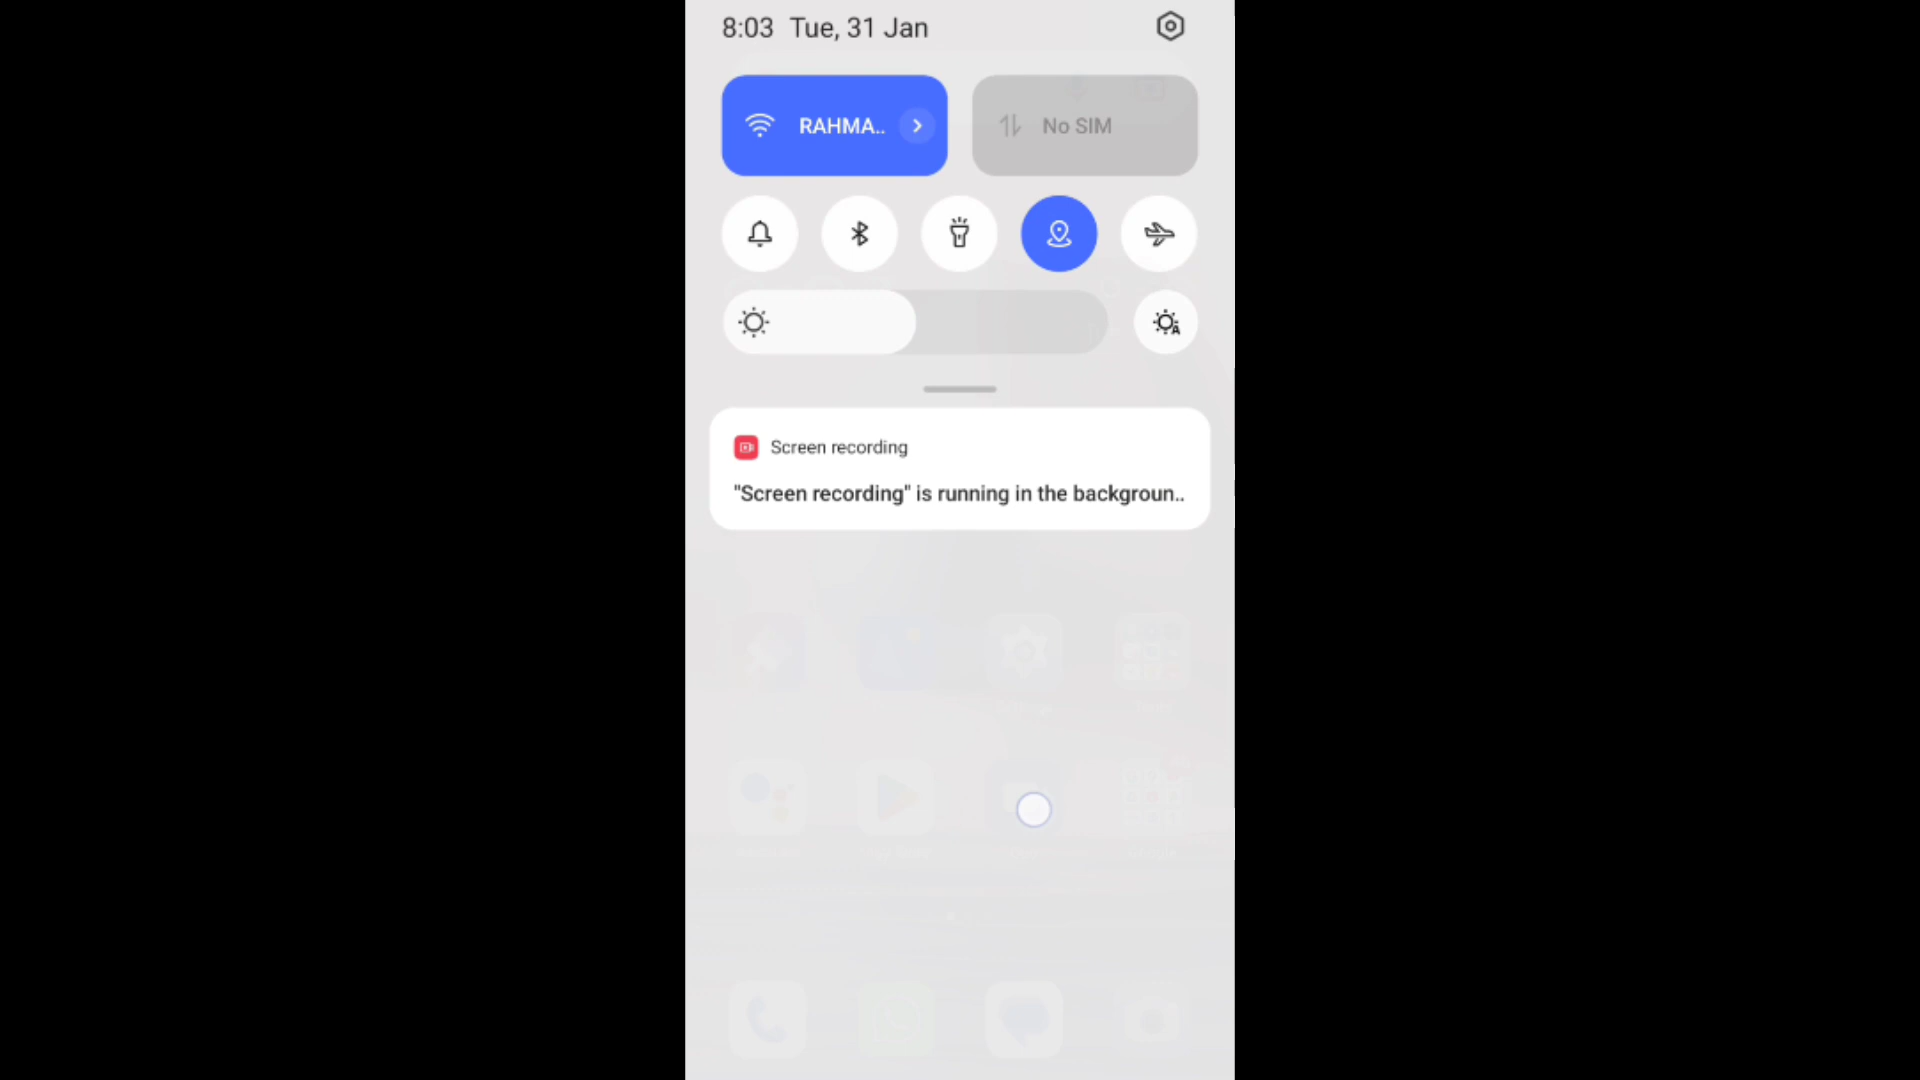 8:03 Tue, 31 Jan
RAHMA..
No SIM
Screen recording
"Screen recording" is running in the backgroun..